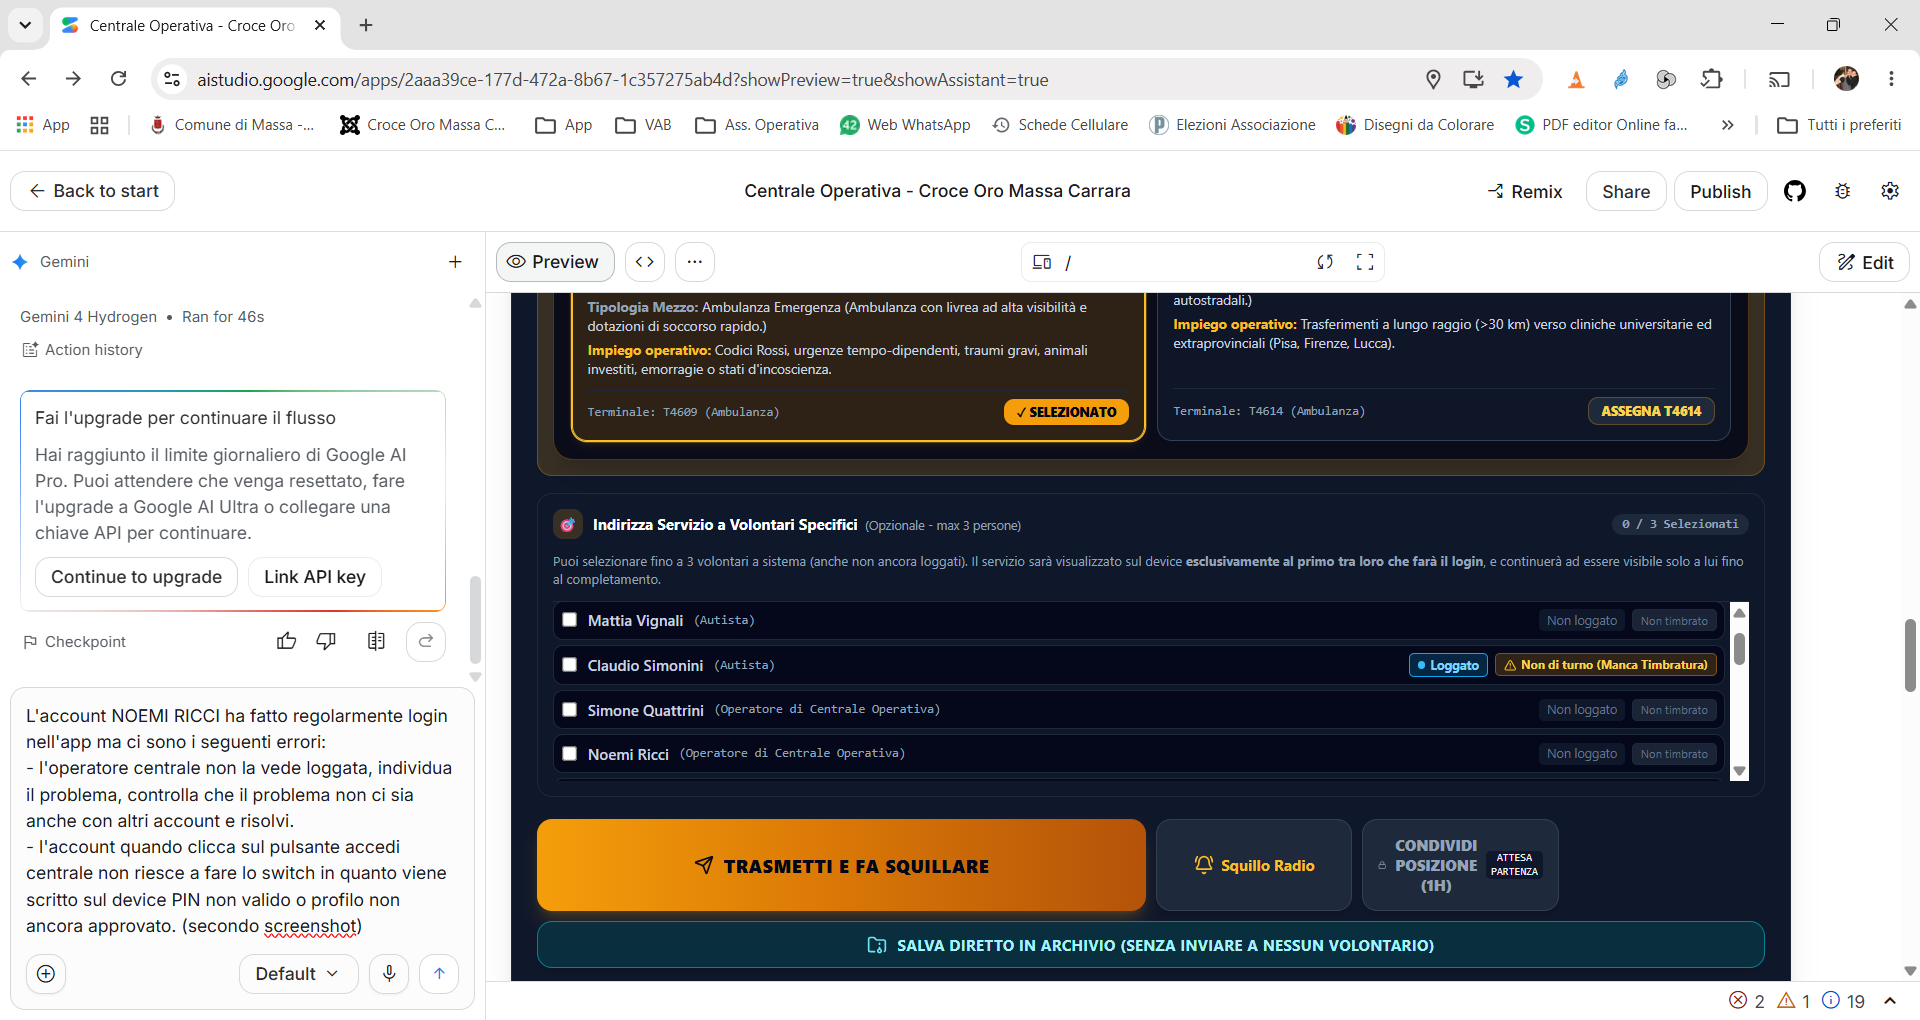 Centrale Operativa - Croce Oro
aistudio.google.com/apps/2aaa39ce-177d-472a-8b67-1c357275ab4d?showPreview=true&showAssistant=true
App
Comune di Massa -...
Croce Oro Massa C...
App
VAB
Ass. Operativa
42
Web WhatsApp
Schede Cellulare
Elezioni Associazione
Disegni da Colorare
PDF editor Online fa...
Tutti i preferiti
Back to start
Centrale Operativa - Croce Oro Massa Carrara
Remix
Share
Publish
Gemini
Preview
/
Edit
Gemini 4 Hydrogen • Ran for 46s
Action history
Fai l'upgrade per continuare il flusso
Hai raggiunto il limite giornaliero di Google AI
Pro. Puoi attendere che venga resettato, fare
l'upgrade a Google AI Ultra o collegare una
chiave API per continuare.
Continue to upgrade
Link API key
Checkpoint
L'account NOEMI RICCI ha fatto regolarmente login
nell'app ma ci sono i seguenti errori:
- l'operatore centrale non la vede loggata, individua
il problema, controlla che il problema non ci sia
anche con altri account e risolvi.
- l'account quando clicca sul pulsante accedi
centrale non riesce a fare lo switch in quanto viene
scritto sul device PIN non valido o profilo non
ancora approvato. (secondo screenshot)
Default
Tipologia Mezzo: Ambulanza Emergenza (Ambulanza con livrea ad alta visibilità e
dotazioni di soccorso rapido.)
Impiego operativo: Codici Rossi, urgenze tempo-dipendenti, traumi gravi, animali
investiti, emorragie o stati d'incoscienza.
Terminale: T4609 (Ambulanza)
✓ SELEZIONATO
autostradali.)
Impiego operativo: Trasferimenti a lungo raggio (>30 km) verso cliniche universitarie ed
extraprovinciali (Pisa, Firenze, Lucca).
Terminale: T4614 (Ambulanza)
ASSEGNA T4614
Indirizza Servizio a Volontari Specifici (Opzionale - max 3 persone)
0 / 3 Selezionati
Puoi selezionare fino a 3 volontari a sistema (anche non ancora loggati). Il servizio sarà visualizzato sul device esclusivamente al primo tra loro che farà il login, e continuerà ad essere visibile solo a lui fino
al completamento.
Mattia Vignali (Autista)
Non loggato
Non timbrato
Claudio Simonini (Autista)
Loggato
Non di turno (Manca Timbratura)
Simone Quattrini (Operatore di Centrale Operativa)
Non loggato
Non timbrato
Noemi Ricci (Operatore di Centrale Operativa)
Non loggato
Non timbrato
TRASMETTI E FA SQUILLARE
Squillo Radio
CONDIVIDI
POSIZIONE
(1H)
ATTESA
PARTENZA
SALVA DIRETTO IN ARCHIVIO (SENZA INVIARE A NESSUN VOLONTARIO)
2
1
19